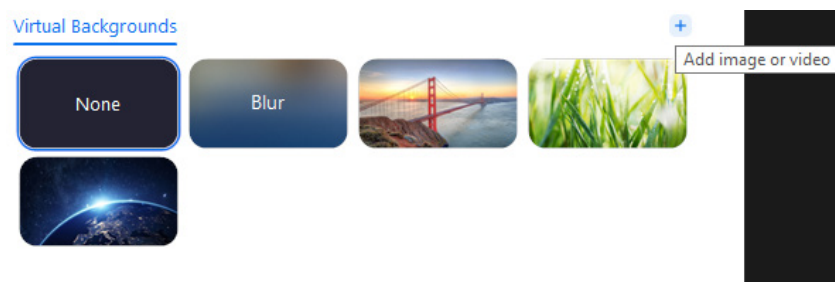 Virtual Backgrounds
+
Add image or video
None
Blur